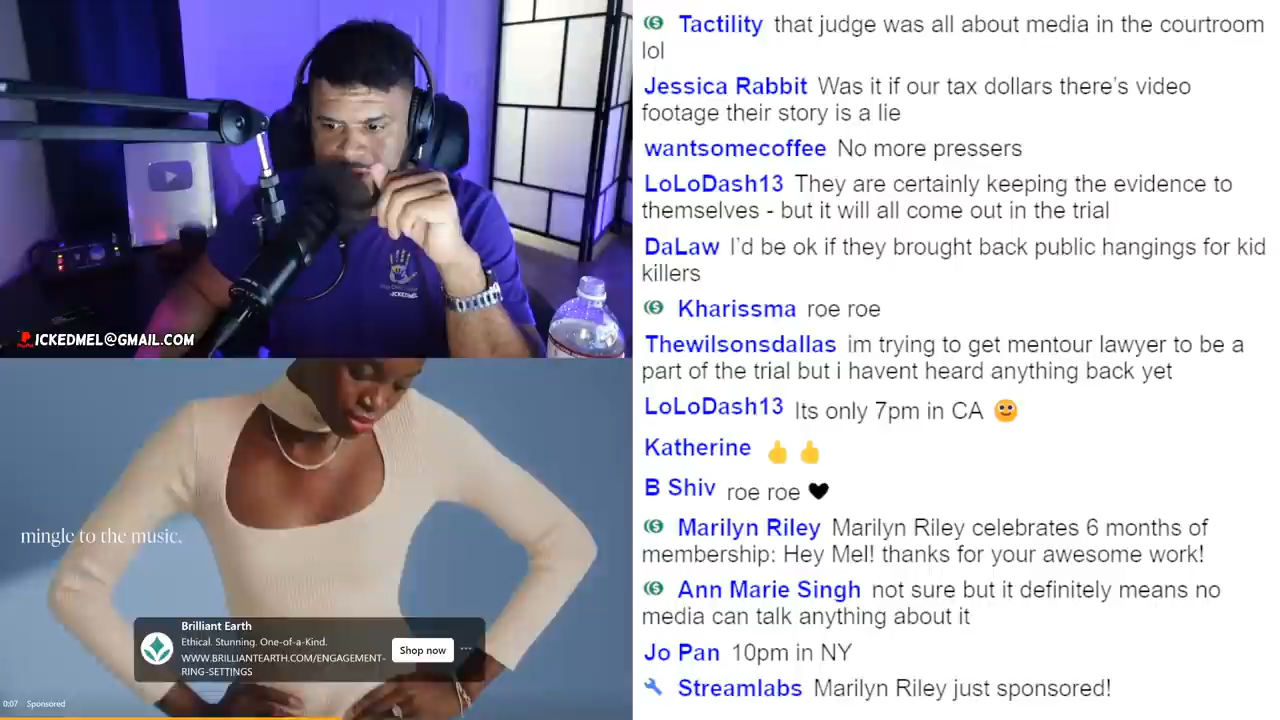 ICKEDMEL@GMAIL.COM
-ICKEDMEL
mingle to the music.
Brilliant Earth
Ethical. Stunning. One-of-a-Kind.
WWW.BRILLIANTEARTH.COM/ENGAGEMENT-
RING-SETTINGS
Shop now
0:07 Sponsored
Tactility that judge was all about media in the courtroom
lol
Jessica Rabbit Was it if our tax dollars there's video
footage their story is a lie
wantsomecoffee No more pressers
LoLoDash13 They are certainly keeping the evidence to
themselves - but it will all come out in the trial
DaLaw I'd be ok if they brought back public hangings for kid
killers
Kharissma roe roe
Thewilsonsdallas im trying to get mentour lawyer to be a
part of the trial but i havent heard anything back yet
LoLoDash13 Its only 7pm in CA
Katherine
B Shiv roe roe
Marilyn Riley Marilyn Riley celebrates 6 months of
membership: Hey Mel! thanks for your awesome work!
Ann Marie Singh not sure but it definitely means no
media can talk anything about it
Jo Pan 10pm in NY
Streamlabs Marilyn Riley just sponsored!